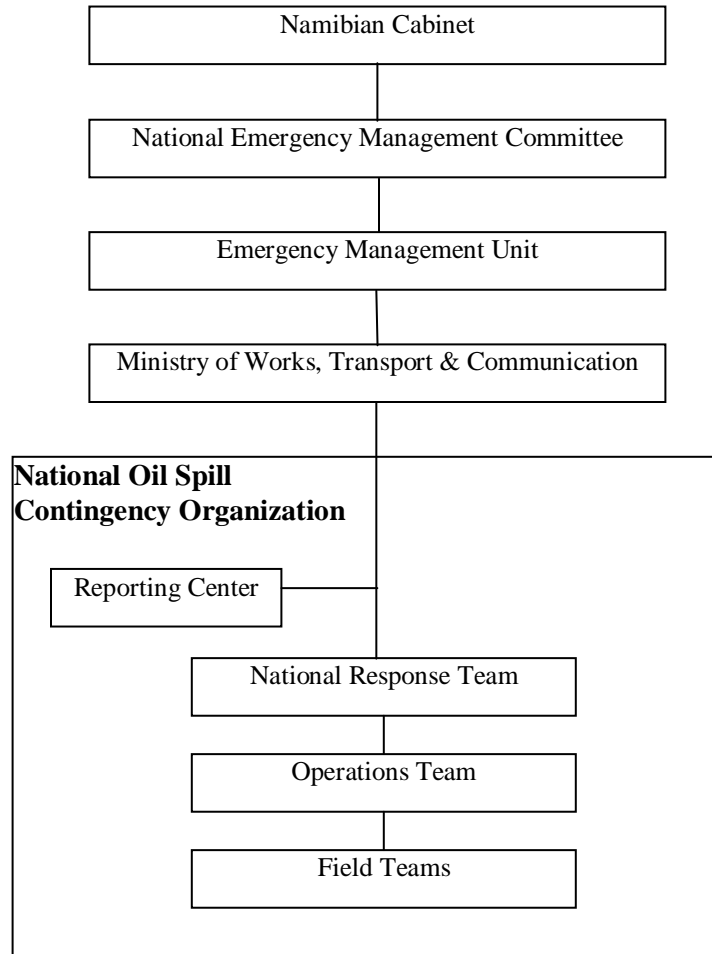 Namibian Cabinet
National Emergency Management Committee
Emergency Management Unit
Ministry of Works, Transport & Communication
National Oil Spill
Contingency Organization
Reporting Center
National Response Team
Operations Team
Field Teams